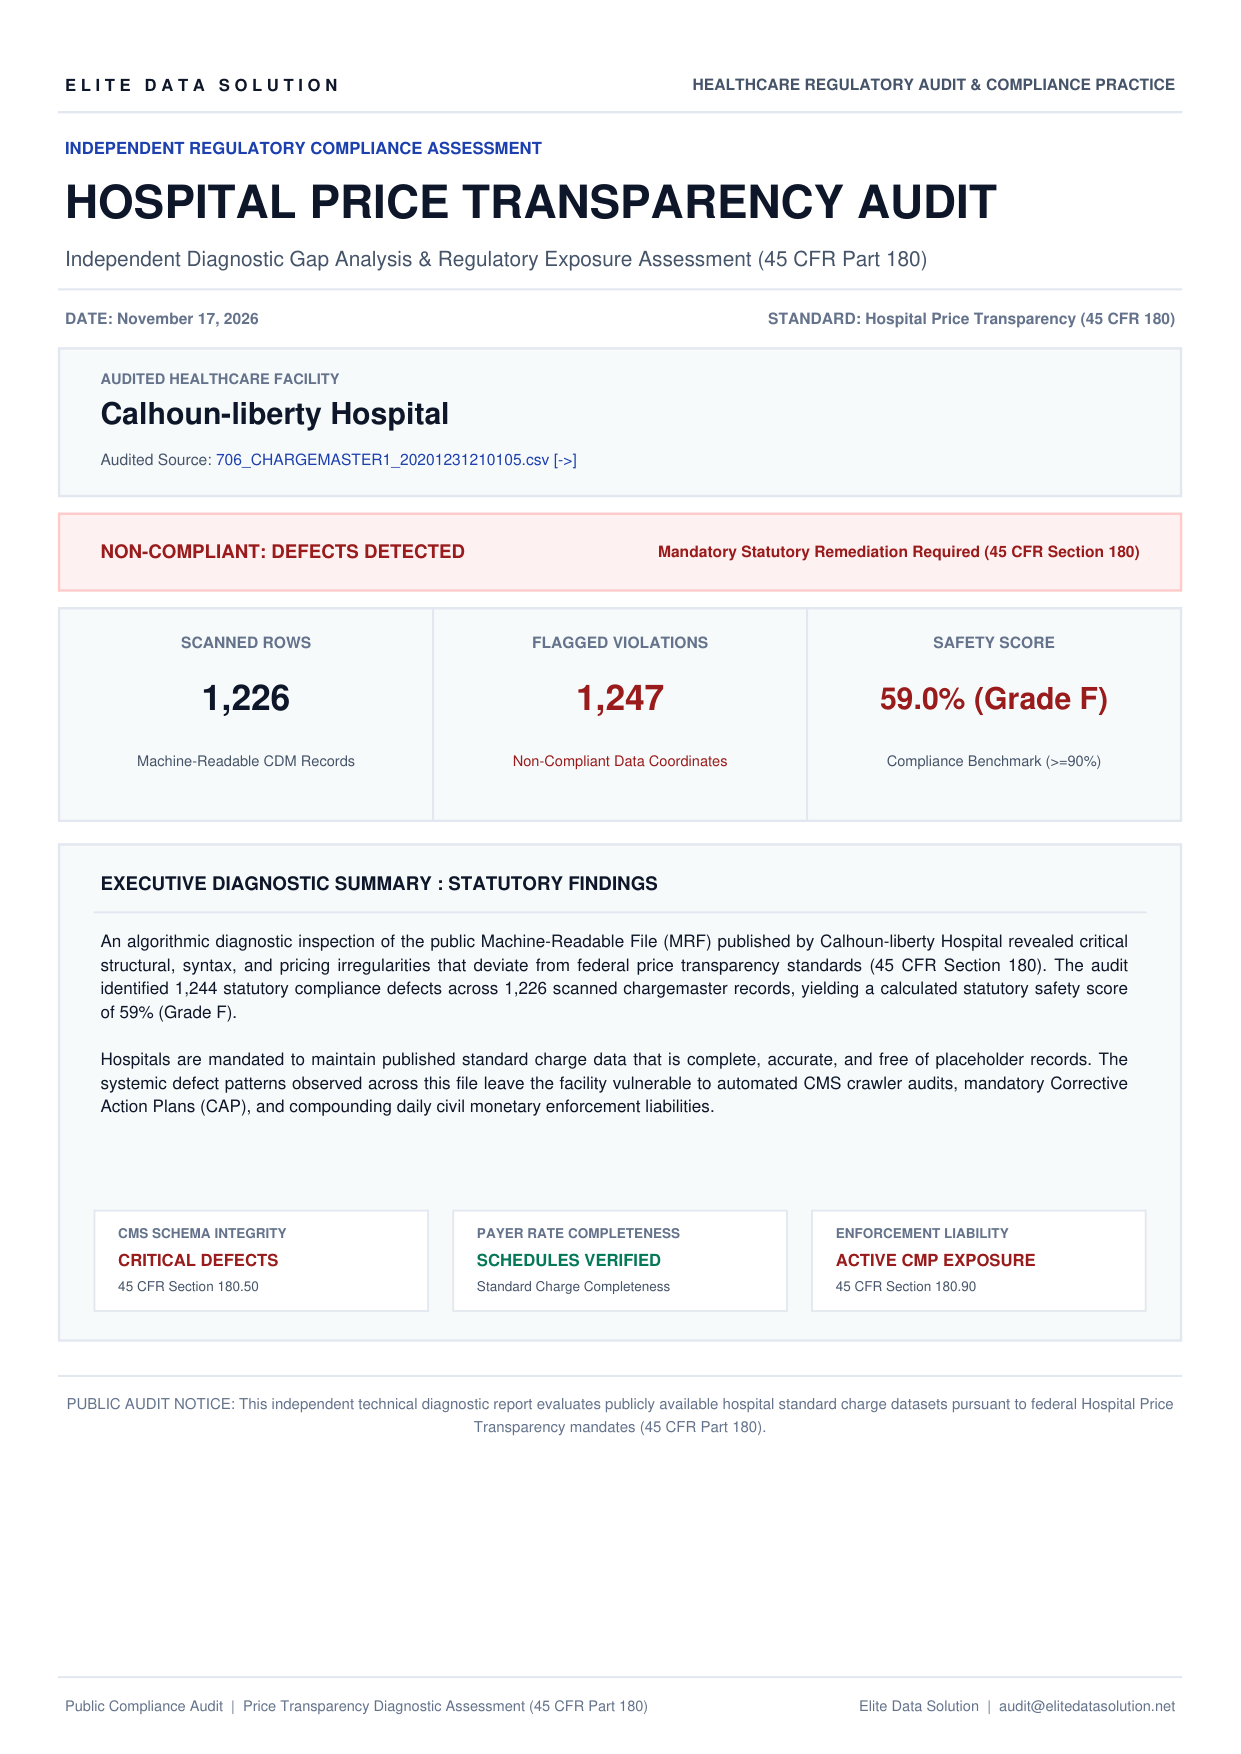 ELITE DATA SOLUTION
HEALTHCARE REGULATORY AUDIT & COMPLIANCE PRACTICE
INDEPENDENT REGULATORY COMPLIANCE ASSESSMENT
HOSPITAL PRICE TRANSPARENCY AUDIT
Independent Diagnostic Gap Analysis & Regulatory Exposure Assessment (45 CFR Part 180)
DATE: November 17, 2026
STANDARD: Hospital Price Transparency (45 CFR 180)
AUDITED HEALTHCARE FACILITY
Calhoun-liberty Hospital
Audited Source: 706_CHARGEMASTER1_20201231210105.csv [->]
NON-COMPLIANT: DEFECTS DETECTED
Mandatory Statutory Remediation Required (45 CFR Section 180)
SCANNED ROWS
1,226
Machine-Readable CDM Records
FLAGGED VIOLATIONS
1,247
Non-Compliant Data Coordinates
SAFETY SCORE
59.0% (Grade F)
Compliance Benchmark (>=90%)
EXECUTIVE DIAGNOSTIC SUMMARY : STATUTORY FINDINGS
An algorithmic diagnostic inspection of the public Machine-Readable File (MRF) published by Calhoun-liberty Hospital revealed critical
structural, syntax, and pricing irregularities that deviate from federal price transparency standards (45 CFR Section 180). The audit
identified 1,244 statutory compliance defects across 1,226 scanned chargemaster records, yielding a calculated statutory safety score
of 59% (Grade F).
Hospitals are mandated to maintain published standard charge data that is complete, accurate, and free of placeholder records. The
systemic defect patterns observed across this file leave the facility vulnerable to automated CMS crawler audits, mandatory Corrective
Action Plans (CAP), and compounding daily civil monetary enforcement liabilities.
CMS SCHEMA INTEGRITY
CRITICAL DEFECTS
45 CFR Section 180.50
PAYER RATE COMPLETENESS
SCHEDULES VERIFIED
Standard Charge Completeness
ENFORCEMENT LIABILITY
ACTIVE CMP EXPOSURE
45 CFR Section 180.90
PUBLIC AUDIT NOTICE: This independent technical diagnostic report evaluates publicly available hospital standard charge datasets pursuant to federal Hospital Price
Transparency mandates (45 CFR Part 180).
Public Compliance Audit | Price Transparency Diagnostic Assessment (45 CFR Part 180)
Elite Data Solution | audit@elitedatasolution.net